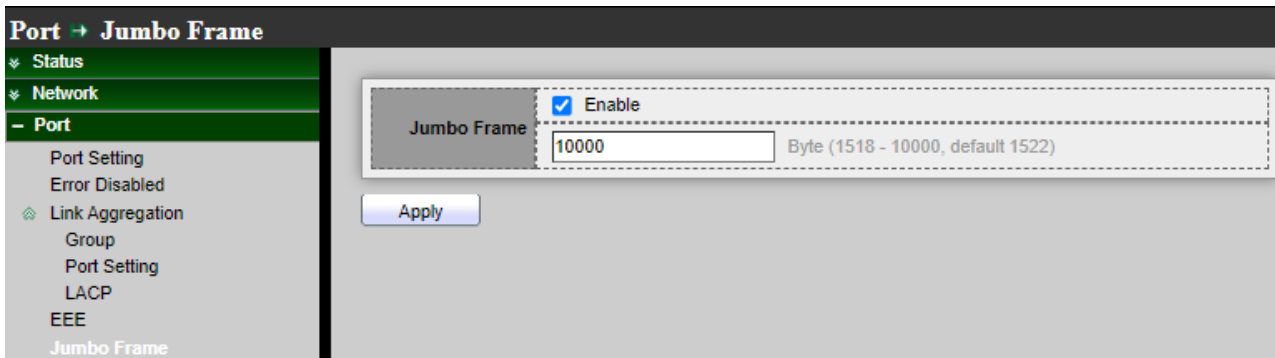 Port → Jumbo Frame
Status
Network
Port
Port Setting
Error Disabled
Link Aggregation
Group
Port Setting
LACP
EEE
Jumbo Frame
Jumbo Frame
Enable
10000 Byte (1518 - 10000, default 1522)
Apply